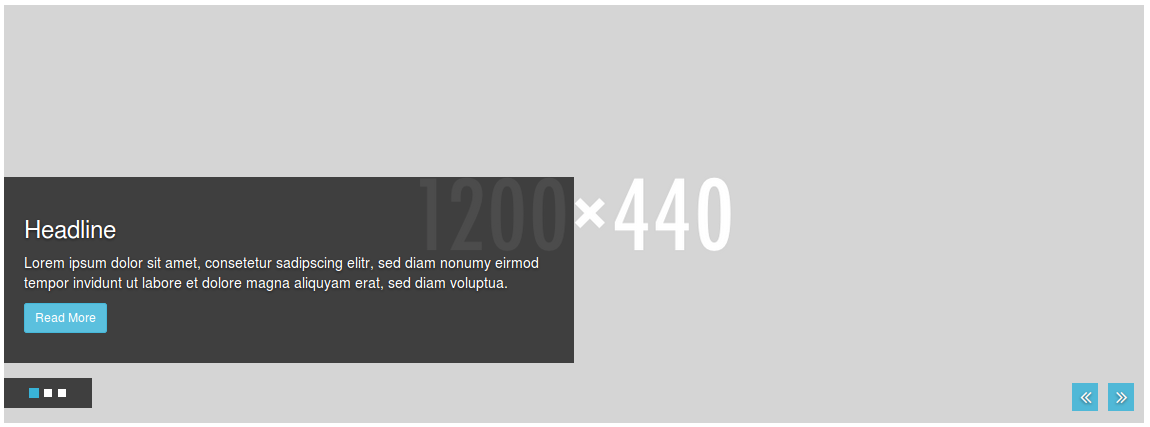 1200×440
Headline
Lorem ipsum dolor sit amet, consetetur sadipscing elitr, sed diam nonumy eirmod
tempor invidunt ut labore et dolore magna aliquyam erat, sed diam voluptua.
Read More